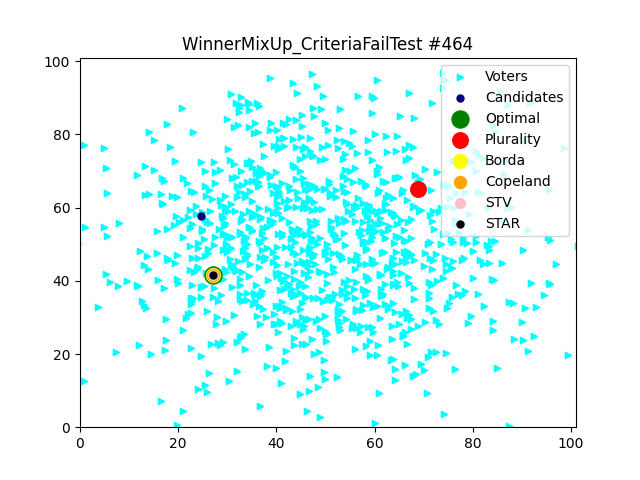 WinnerMixUp_CriteriaFailTest #464
100
80
60
40
20
0
0 20 40 60 80 100
Voters
Candidates
Optimal
Plurality
Borda
Copeland
STV
STAR